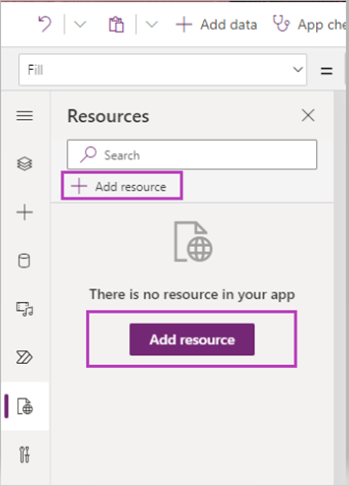 Add data
App che
Fill
=
Resources
Search
Add resource
There is no resource in your app
Add resource